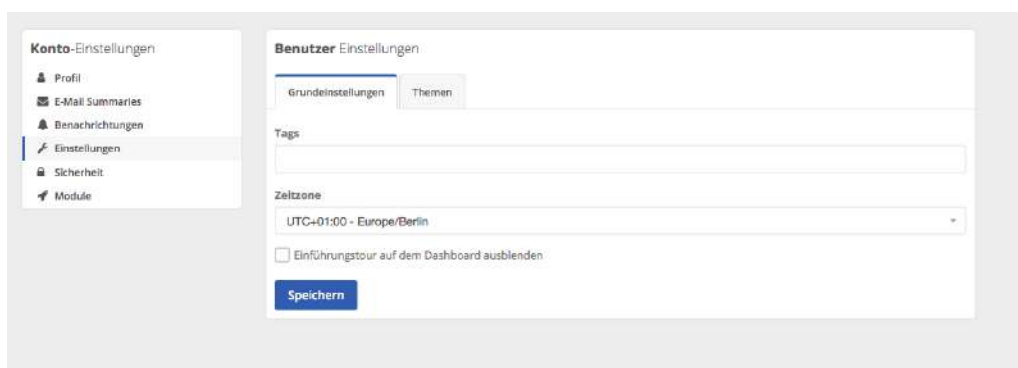 Konto-Einstellungen
Profil
E-Mail Summaries
Benachrichtungen
Einstellungen
Sicherheit
Module
Benutzer Einstellungen
Grundeinstellungen
Themen
Tags
Zeitzone
UTC+01:00 - Europe/Berlin
Einführungstour auf dem Dashboard ausblenden
Speichern